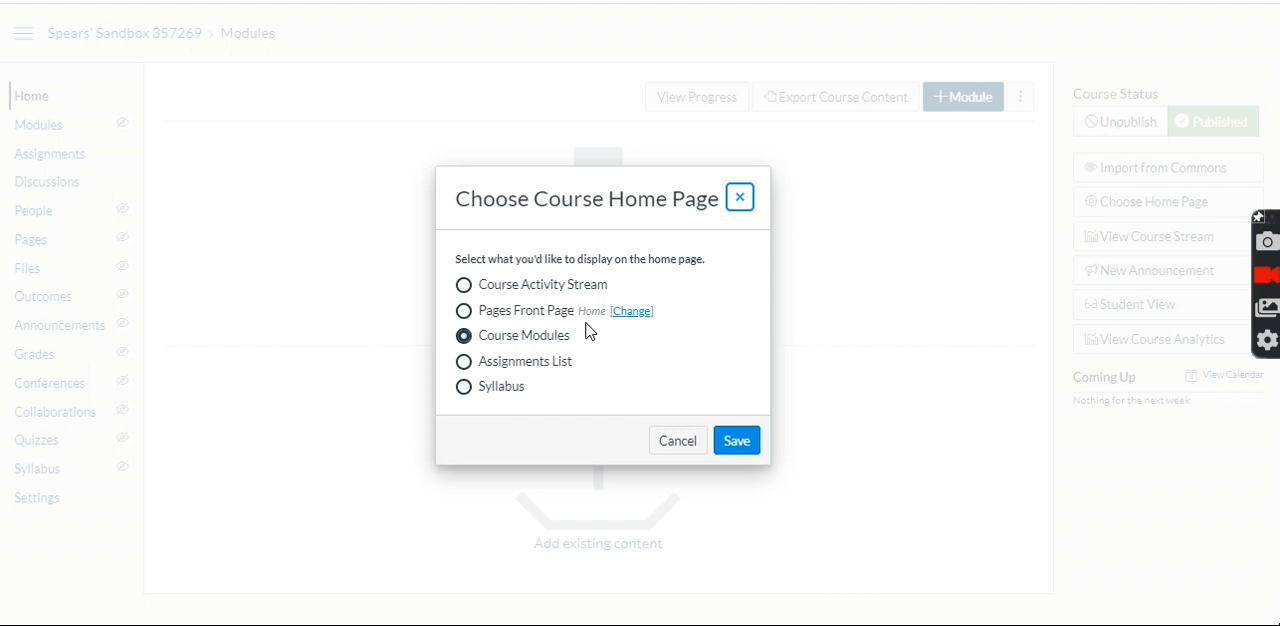 Spears' Sandbox 357269 › Modules
Home
Modules
Assignments
Discussions
People
Pages
Files
Outcomes
Announcements
Grades
Conferences
Collaborations
Quizzes
Syllabus
Settings
View Progress
Export Course Content
+Module
Choose Course Home Page
Select what you'd like to display on the home page.
Course Activity Stream
Pages Front Page Home [Change]
Course Modules
Assignments List
Syllabus
Cancel
Save
Add existing content
Course Status
Unpublish
Published
Import from Commons
Choose Home Page
View Course Stream
New Announcement
Student View
View Course Analytics
Coming Up
View Calendar
Nothing for the next week